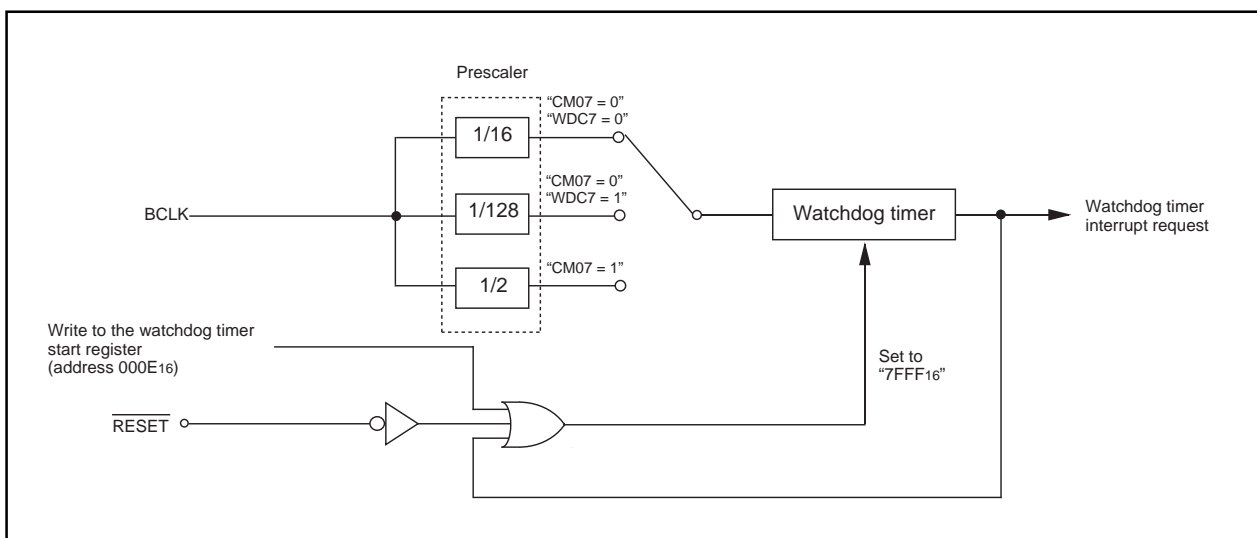 Prescaler
“CM07 = 0”
“WDC7 = 0”
1/16
“CM07 = 0”
“WDC7 = 1”
BCLK
1/128
Watchdog timer
Watchdog timer
interrupt request
“CM07 = 1”
1/2
Write to the watchdog timer
start register
(address 000E16)
Set to
“7FFF16”
RESET